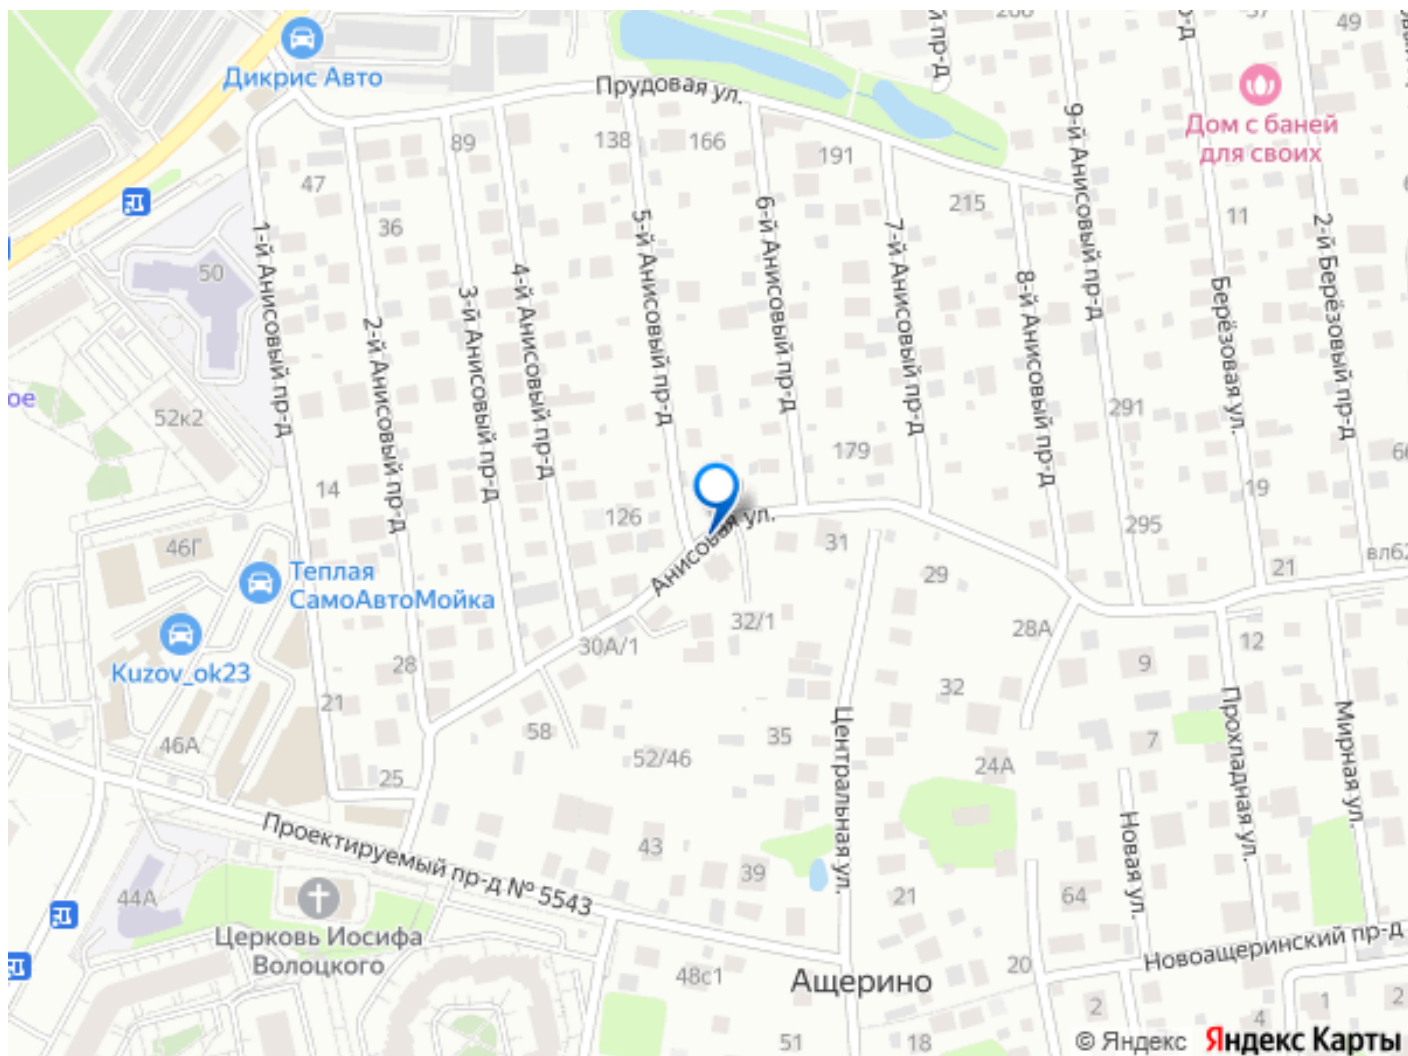 й пр-д
49
Дикрис Авто
Прудовая ул.
9-й Анисовый пр-д
Дом с баней
для своих
89
138
166
191
47
36
215
11
1-й Анисовый пр-д
2-й Анисовый пр-д
3-й Анисовый пр-д
4-й Анисовый пр-д
5-й Анисовый пр-д
6-й Анисовый пр-д
7-й Анисовый пр-д
8-й Анисовый пр-д
Берёзовая ул.
2-й Берёзовый пр-д
50
ое
52к2
291
179
66
14
19
126
Анисовая ул.
295
31
46Г
вл62
21
29
Теплая
СамоАвтоМойка
32/1
28А
12
30А/1
Kuzov_ok23
28
9
32
21
Центральная ул.
Прохладная ул.
Мирная ул.
58
35
7
46А
52/46
24А
25
Проектируемый пр-д № 5543
Новая ул.
43
39
44А
21
64
Церковь Иосифа
Волоцкого
Новоащеринский пр-д
48с1
20
Ащерино
2
1
2
4
51
18
© Яндекс Яндекс Карты